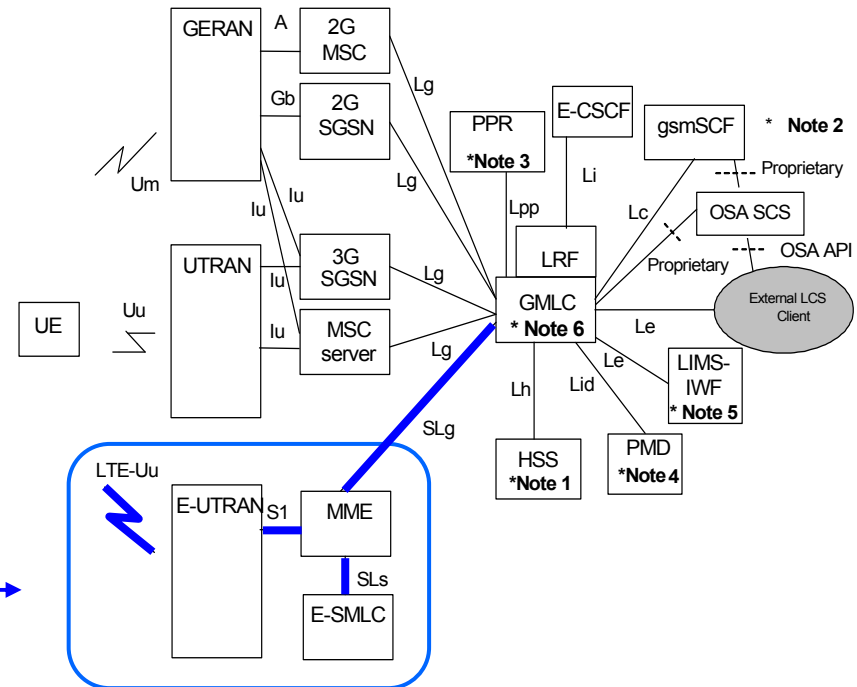 GERAN
A
2G
MSC
Gb
2G
SGSN
Lg
Lg
PPR
*Note 3
E-CSCF
gsmSCF
* Note 2
Proprietary
Um
Iu
Iu
Lpp
Li
Lc
OSA SCS
OSA API
Proprietary
UTRAN
Iu
3G
SGSN
Lg
LRF
GMLC
* Note 6
External LCS
Client
UE
Uu
Iu
MSC
server
Lg
Le
Le
LIMS-
IWF
* Note 5
Lh
Lid
SLg
HSS
*Note 1
PMD
*Note 4
LTE-Uu
E-UTRAN
S1
MME
SLs
E-SMLC